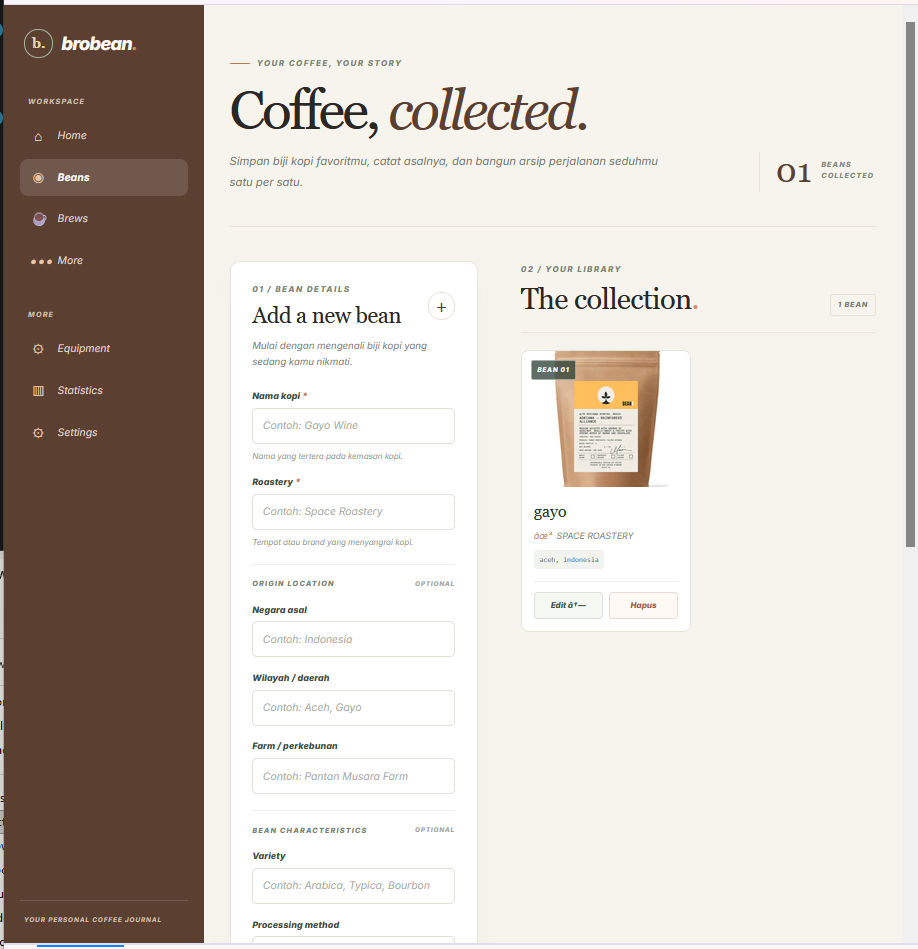 b. brobean.
WORKSPACE
Home
Beans
Brews
More
MORE
Equipment
Statistics
Settings
YOUR PERSONAL COFFEE JOURNAL
YOUR COFFEE, YOUR STORY
Coffee, collected.
Simpan biji kopi favoritmu, catat asalnya, dan bangun arsip perjalanan seduhmu
satu per satu.
01 BEANS
COLLECTED
01 / BEAN DETAILS
Add a new bean
+
Mulai dengan mengenali biji kopi yang
sedang kamu nikmati.
Nama kopi *
Contoh: Gayo Wine
Nama yang tertera pada kemasan kopi.
Roastery *
Contoh: Space Roastery
Tempat atau brand yang menyangrai kopi.
ORIGIN LOCATION OPTIONAL
Negara asal
Contoh: Indonesia
Wilayah / daerah
Contoh: Aceh, Gayo
Farm / perkebunan
Contoh: Pantan Musara Farm
BEAN CHARACTERISTICS OPTIONAL
Variety
Contoh: Arabica, Typica, Bourbon
Processing method
02 / YOUR LIBRARY
The collection.
1 BEAN
BEAN 01
gayo
âœª SPACE ROASTERY
aceh, indonesia
Edit â†—
Hapus